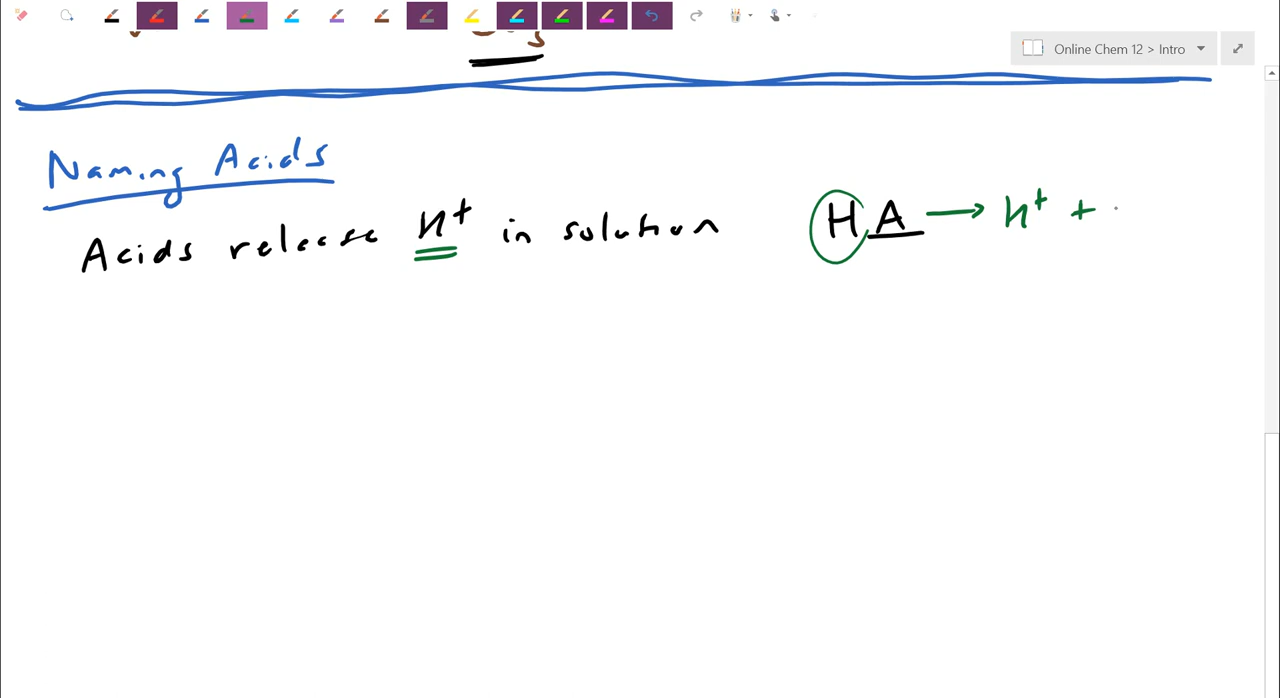 Online Chem 12 > Intro
Naming Acids
Acids release H⁺ in solution HA → H⁺ +